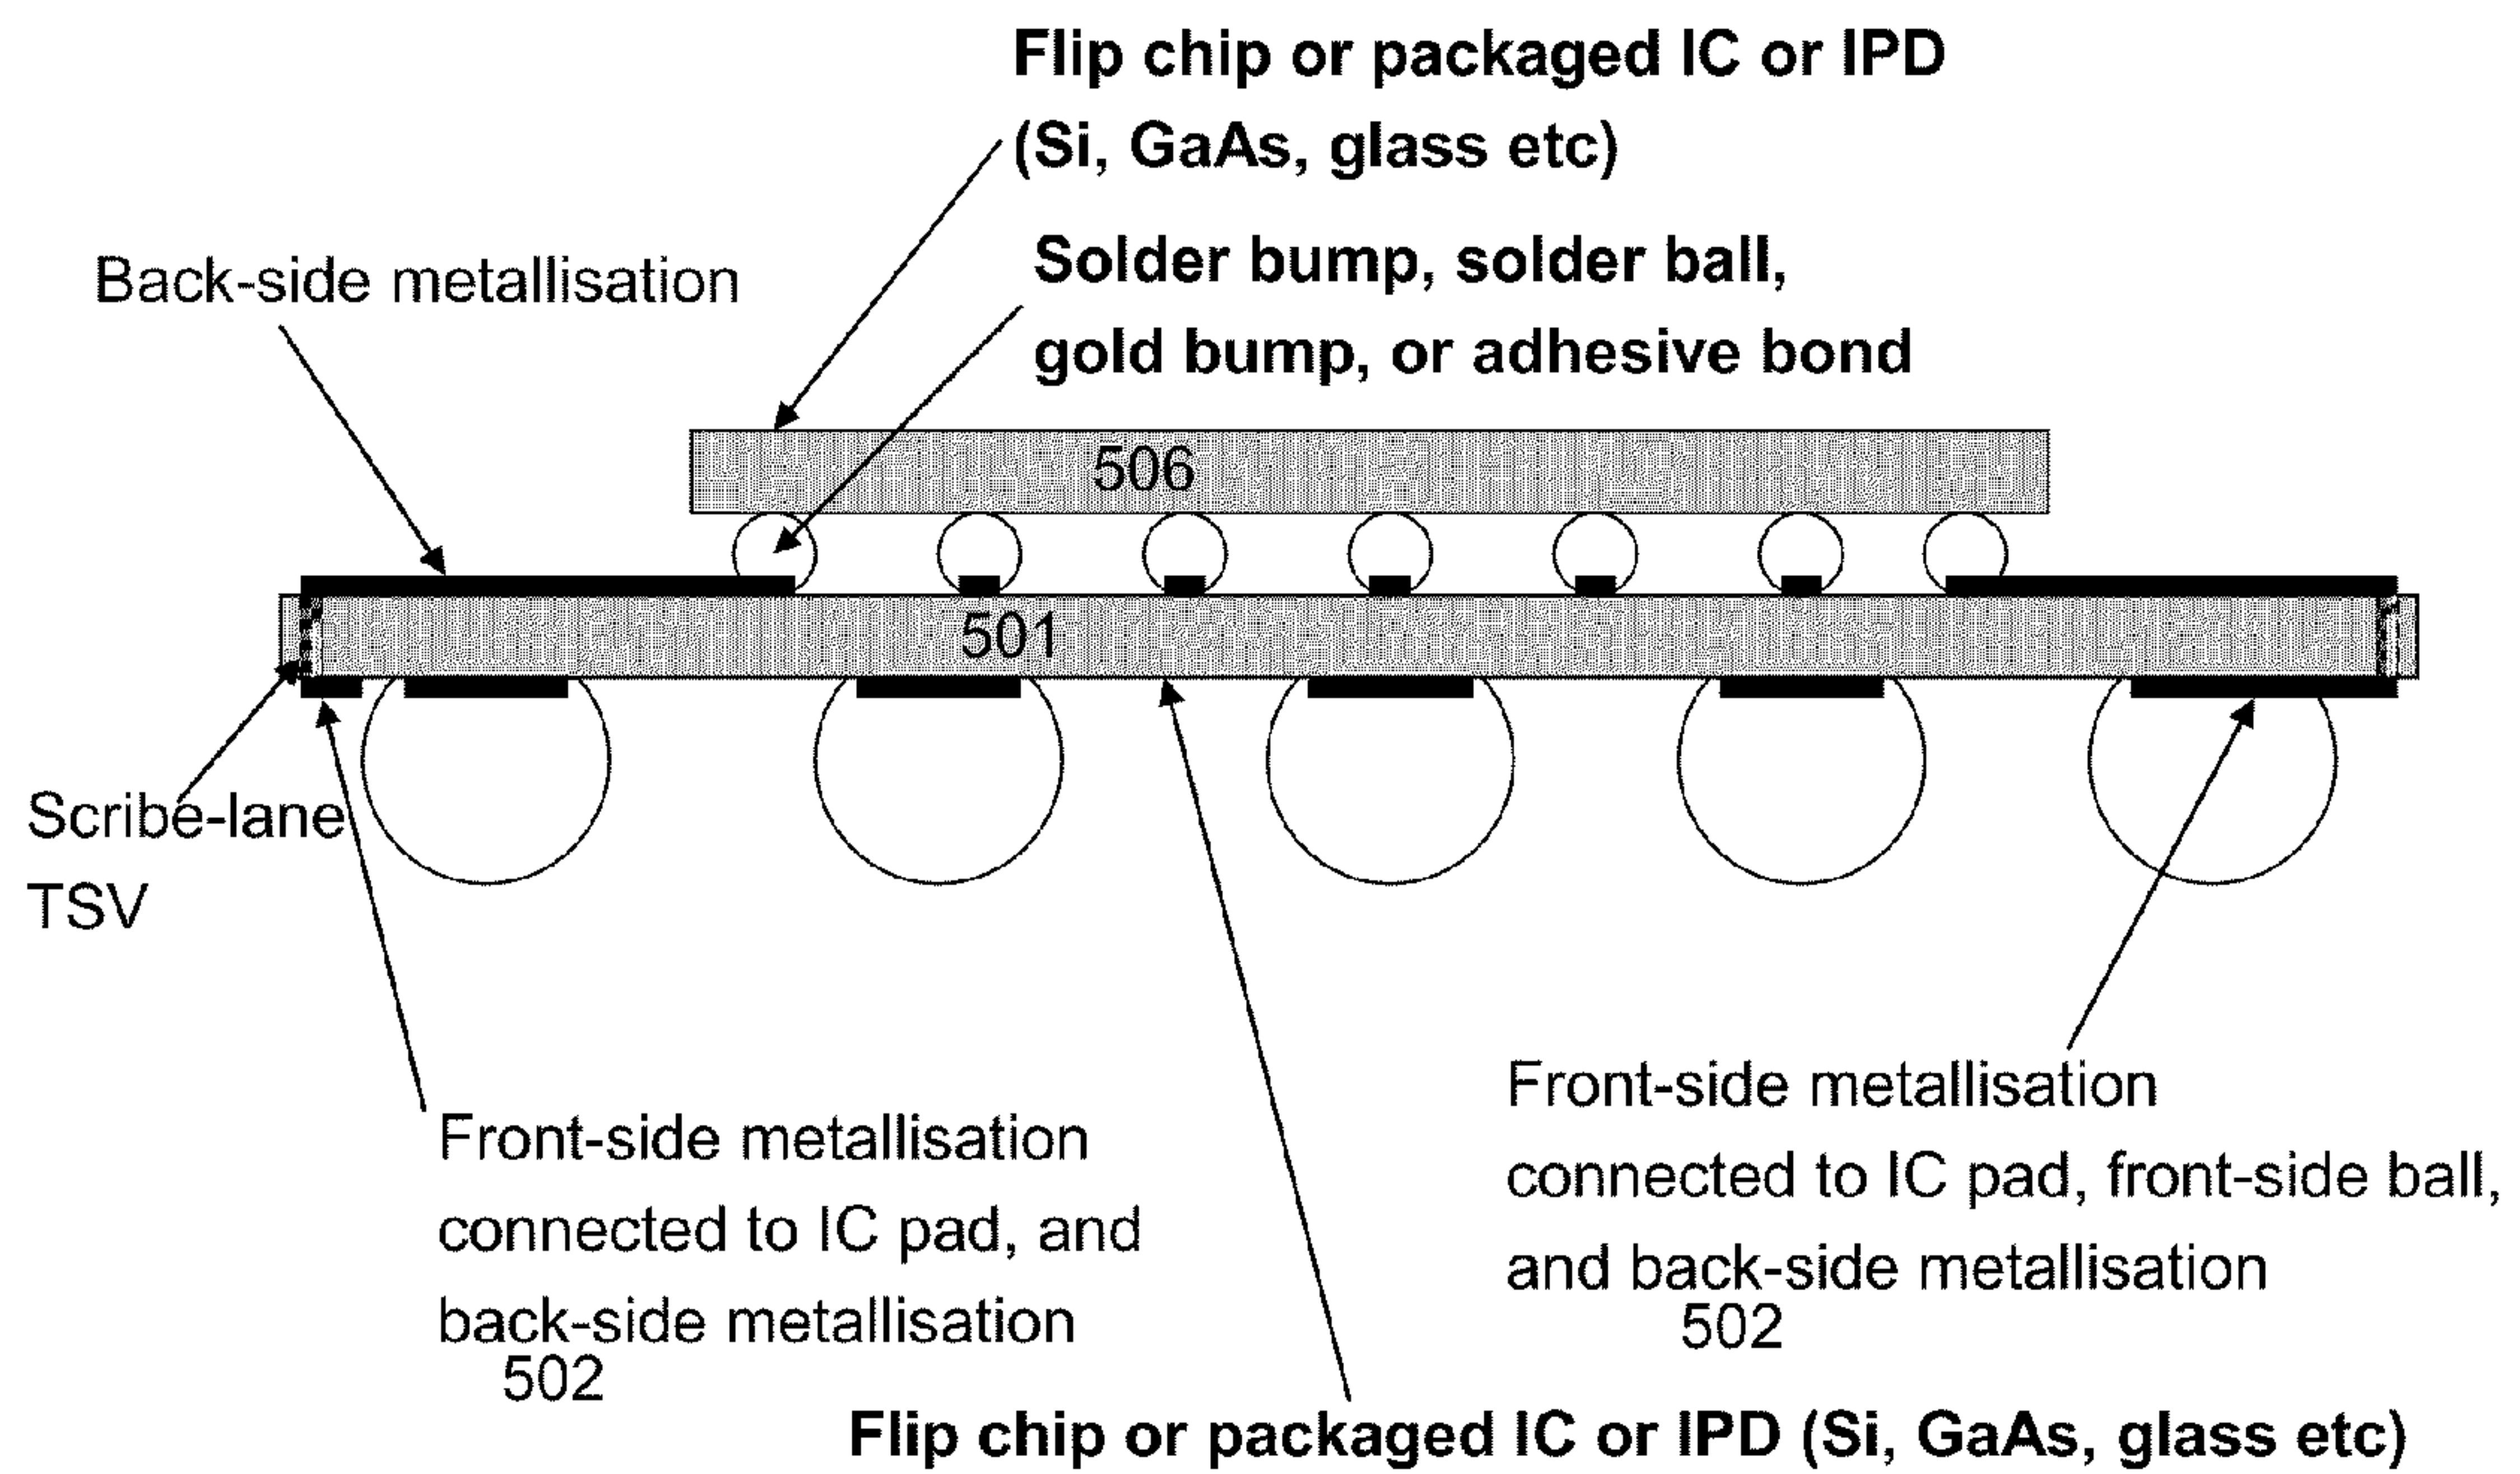 Flip chip or packaged IC or IPD
(Si, GaAs, glass etc)
Solder bump, solder ball,
gold bump, or adhesive bond
Back-side metallisation
506
501
Scribe-lane
TSV
Front-side metallisation
connected to IC pad, and
back-side metallisation
502
Front-side metallisation
connected to IC pad, front-side ball,
and back-side metallisation
502
Flip chip or packaged IC or IPD (Si, GaAs, glass etc)